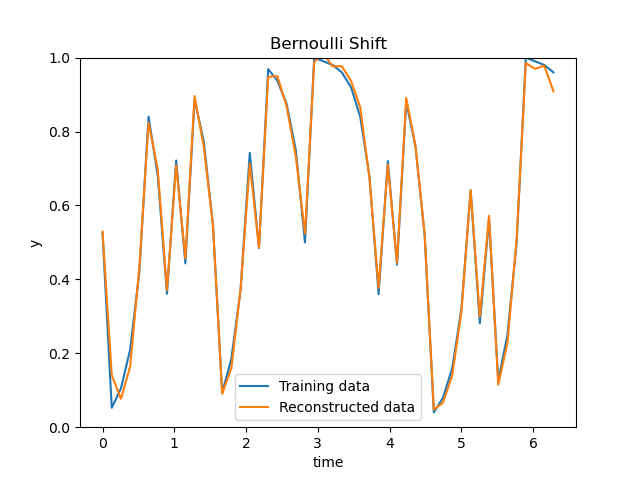 Bernoulli Shift
1.0
0.8
0.6
y
0.4
0.2
0.0
Training data
Reconstructed data
0 1 2 3 4 5 6
time